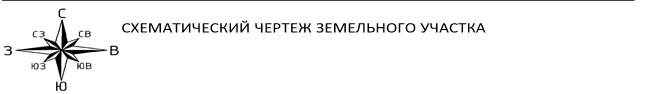 С
СХЕМАТИЧЕСКИЙ ЧЕРТЕЖ ЗЕМЕЛЬНОГО УЧАСТКА
СЗ СВ
З В
ЮЗ ЮВ
Ю